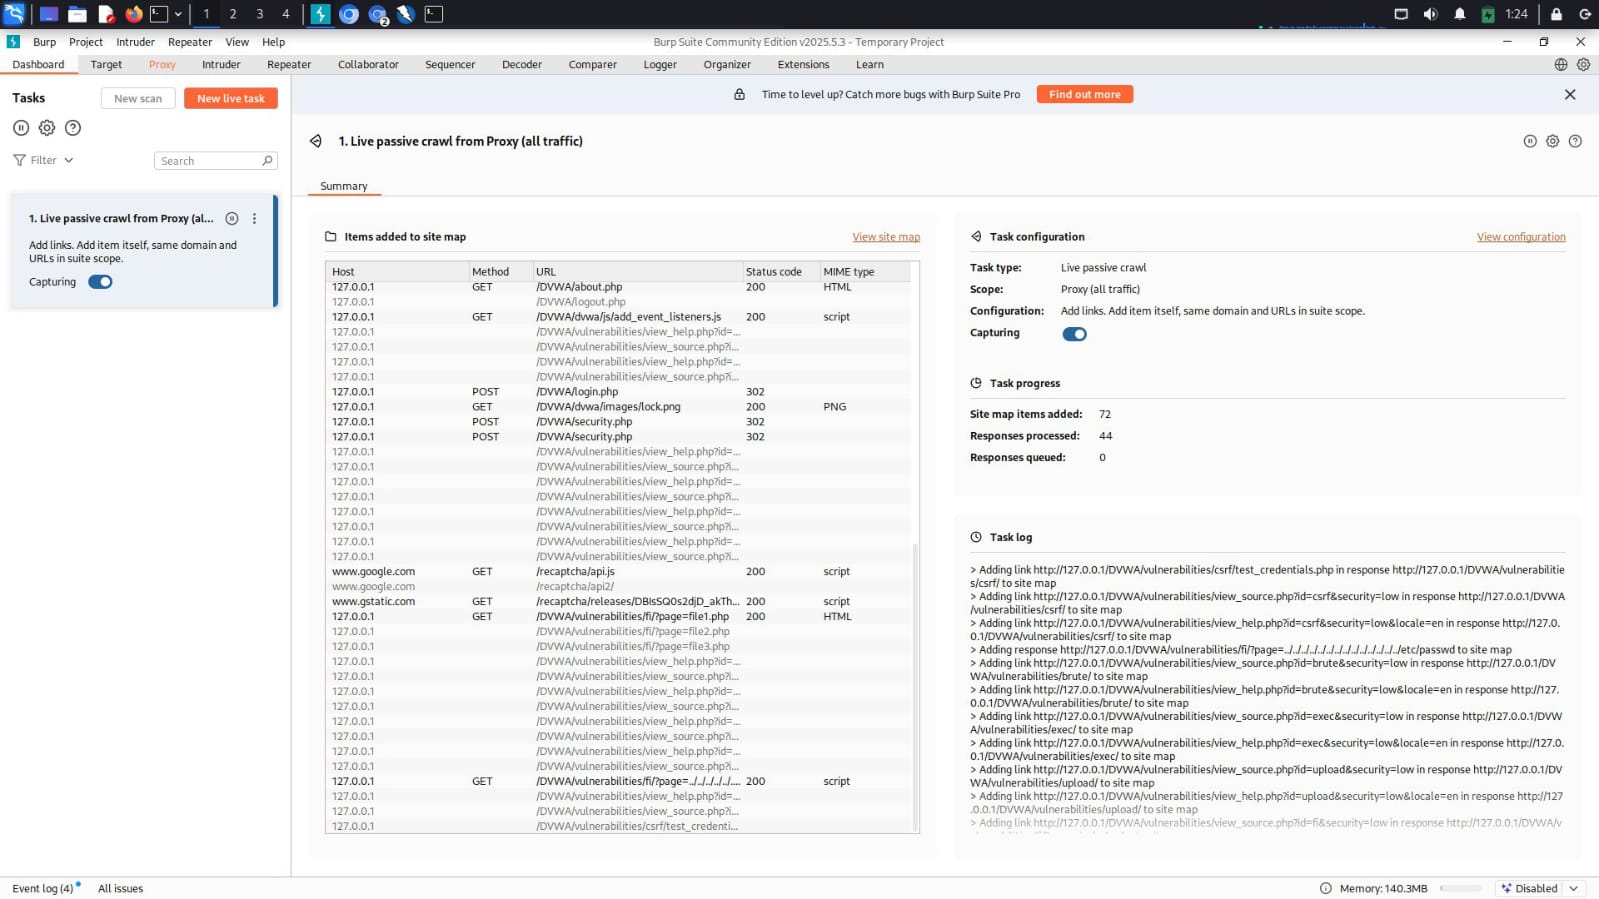 1 2 3 4 2 1:24
Burp Project Intruder Repeater View Help Burp Suite Community Edition v2025.5.3 - Temporary Project
Dashboard Target Proxy Intruder Repeater Collaborator Sequencer Decoder Comparer Logger Organizer Extensions Learn
Tasks New scan New live task
Filter Search
1. Live passive crawl from Proxy (al...
Add links. Add item itself, same domain and
URLs in suite scope.
Capturing
Time to level up? Catch more bugs with Burp Suite Pro Find out more
1. Live passive crawl from Proxy (all traffic)
Summary
Items added to site map View site map
Host Method URL Status code MIME type
127.0.0.1 GET /DVWA/about.php 200 HTML
127.0.0.1 /DVWA/logout.php
127.0.0.1 GET /DVWA/dvwa/js/add_event_listeners.js 200 script
127.0.0.1 /DVWA/vulnerabilities/view_help.php?id=...
127.0.0.1 /DVWA/vulnerabilities/view_source.php?i...
127.0.0.1 /DVWA/vulnerabilities/view_help.php?id=...
127.0.0.1 /DVWA/vulnerabilities/view_source.php?i...
127.0.0.1 POST /DVWA/login.php 302
127.0.0.1 GET /DVWA/dvwa/images/lock.png 200 PNG
127.0.0.1 POST /DVWA/security.php 302
127.0.0.1 POST /DVWA/security.php 302
127.0.0.1 /DVWA/vulnerabilities/view_help.php?id=...
127.0.0.1 /DVWA/vulnerabilities/view_source.php?i...
127.0.0.1 /DVWA/vulnerabilities/view_help.php?id=...
127.0.0.1 /DVWA/vulnerabilities/view_source.php?i...
127.0.0.1 /DVWA/vulnerabilities/view_help.php?id=...
127.0.0.1 /DVWA/vulnerabilities/view_source.php?i...
127.0.0.1 /DVWA/vulnerabilities/view_help.php?id=...
127.0.0.1 /DVWA/vulnerabilities/view_source.php?i...
www.google.com GET /recaptcha/api.js 200 script
www.google.com /recaptcha/api2/
www.gstatic.com GET /recaptcha/releases/DBIsSQ0s2djD_akTh... 200 script
127.0.0.1 GET /DVWA/vulnerabilities/fi/?page=file1.php 200 HTML
127.0.0.1 /DVWA/vulnerabilities/fi/?page=file2.php
127.0.0.1 /DVWA/vulnerabilities/fi/?page=file3.php
127.0.0.1 /DVWA/vulnerabilities/view_help.php?id=...
127.0.0.1 /DVWA/vulnerabilities/view_source.php?i...
127.0.0.1 /DVWA/vulnerabilities/view_help.php?id=...
127.0.0.1 /DVWA/vulnerabilities/view_source.php?i...
127.0.0.1 /DVWA/vulnerabilities/view_help.php?id=...
127.0.0.1 /DVWA/vulnerabilities/view_source.php?i...
127.0.0.1 /DVWA/vulnerabilities/view_help.php?id=...
127.0.0.1 /DVWA/vulnerabilities/view_source.php?i...
127.0.0.1 GET /DVWA/vulnerabilities/fi/?page=../../../../../.... 200 script
127.0.0.1 /DVWA/vulnerabilities/view_help.php?id=...
127.0.0.1 /DVWA/vulnerabilities/view_source.php?i...
127.0.0.1 /DVWA/vulnerabilities/csrf/test_credenti...
Task configuration View configuration
Task type: Live passive crawl
Scope: Proxy (all traffic)
Configuration: Add links. Add item itself, same domain and URLs in suite scope.
Capturing
Task progress
Site map items added: 72
Responses processed: 44
Responses queued: 0
Task log
> Adding link http://127.0.0.1/DVWA/vulnerabilities/csrf/test_credentials.php in response http://127.0.0.1/DVWA/vulnerabilitie
s/csrf/ to site map
> Adding link http://127.0.0.1/DVWA/vulnerabilities/view_source.php?id=csrf&security=low in response http://127.0.0.1/DVWA
/vulnerabilities/csrf/ to site map
> Adding link http://127.0.0.1/DVWA/vulnerabilities/view_help.php?id=csrf&security=low&locale=en in response http://127.0.
0.1/DVWA/vulnerabilities/csrf/ to site map
> Adding response http://127.0.0.1/DVWA/vulnerabilities/fi/?page=../../../../../../../../../../../../../../etc/passwd to site map
> Adding link http://127.0.0.1/DVWA/vulnerabilities/view_source.php?id=brute&security=low in response http://127.0.0.1/DV
WA/vulnerabilities/brute/ to site map
> Adding link http://127.0.0.1/DVWA/vulnerabilities/view_help.php?id=brute&security=low&locale=en in response http://127.
0.0.1/DVWA/vulnerabilities/brute/ to site map
> Adding link http://127.0.0.1/DVWA/vulnerabilities/view_source.php?id=exec&security=low in response http://127.0.0.1/DVW
A/vulnerabilities/exec/ to site map
> Adding link http://127.0.0.1/DVWA/vulnerabilities/view_help.php?id=exec&security=low&locale=en in response http://127.0.
0.1/DVWA/vulnerabilities/exec/ to site map
> Adding link http://127.0.0.1/DVWA/vulnerabilities/view_source.php?id=upload&security=low in response http://127.0.0.1/DV
WA/vulnerabilities/upload/ to site map
> Adding link http://127.0.0.1/DVWA/vulnerabilities/view_help.php?id=upload&security=low&locale=en in response http://127
.0.0.1/DVWA/vulnerabilities/upload/ to site map
> Adding link http://127.0.0.1/DVWA/vulnerabilities/view_source.php?id=fi&security=low in response http://127.0.0.1/DVWA/v
Event log (4) All issues Memory: 140.3MB Disabled